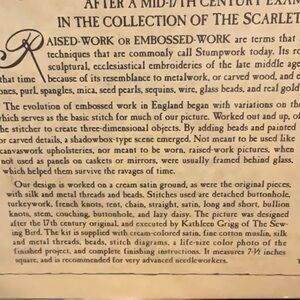 AFTER A MID-17TH CENTURY EXAM
IN THE COLLECTION OF THE SCARLET
RAISED-WORK OR EMBOSSED-WORK are terms that
techniques that are commonly call Stumpwork today. Its ro
sculptural, ecclesiastical embroideries of the late middle age
that time because of its resemblance to metalwork, or carved wood, and
ones, purl, spangles, mica, seed pearls, sequins, wire, glass beads, and real gold
The evolution of embossed work in England began with variations on the
which serves as the basic stitch for much of our picture. Worked out and up, of
the stitcher to create three-dimensional objects. By adding beads and painted
or carved details, a shadowbox-type scene emerged. Not meant to be used like
canvaswork upholsteries, nor meant to be worn, raised-work pictures, when
not used as panels on caskets or mirrors, were usually framed behind glass,
which helped them survive the ravages of time.
Our design is worked on a cream satin ground, as were the original pieces,
with silk and metal threads and beads. Stitches used are detached buttonhole,
turkeywork, french knots, tent, chain, straight, satin, long and short, bullion
knots, stem, couching, buttonhole, and lazy daisy. The picture was designed
after the 17th century original, and executed by Kathleen Grigg of The Sew-
ing Bird. The kit is supplied with cream-colored satin, fine cotton muslin, silk
and metal threads, beads, stitch diagrams, a life-size color photo of the
finished project, and complete finishing instructions. It measures 7-½ inches
square, and is recommended for very advanced needleworkers.